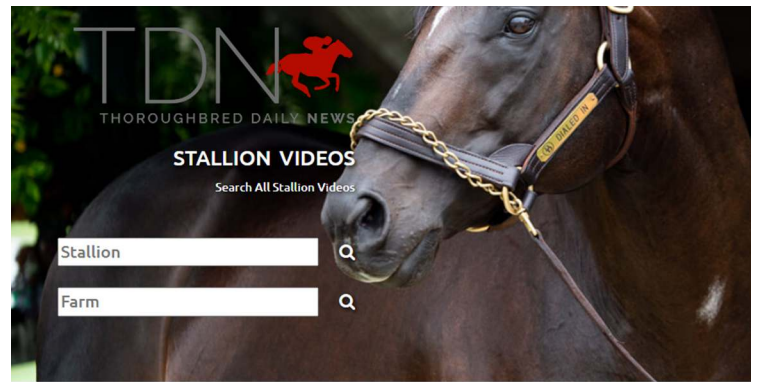 TDN
THOROUGHBRED DAILY NEWS
DIALED IN
STALLION VIDEOS
Search All Stallion Videos
Stallion
Farm